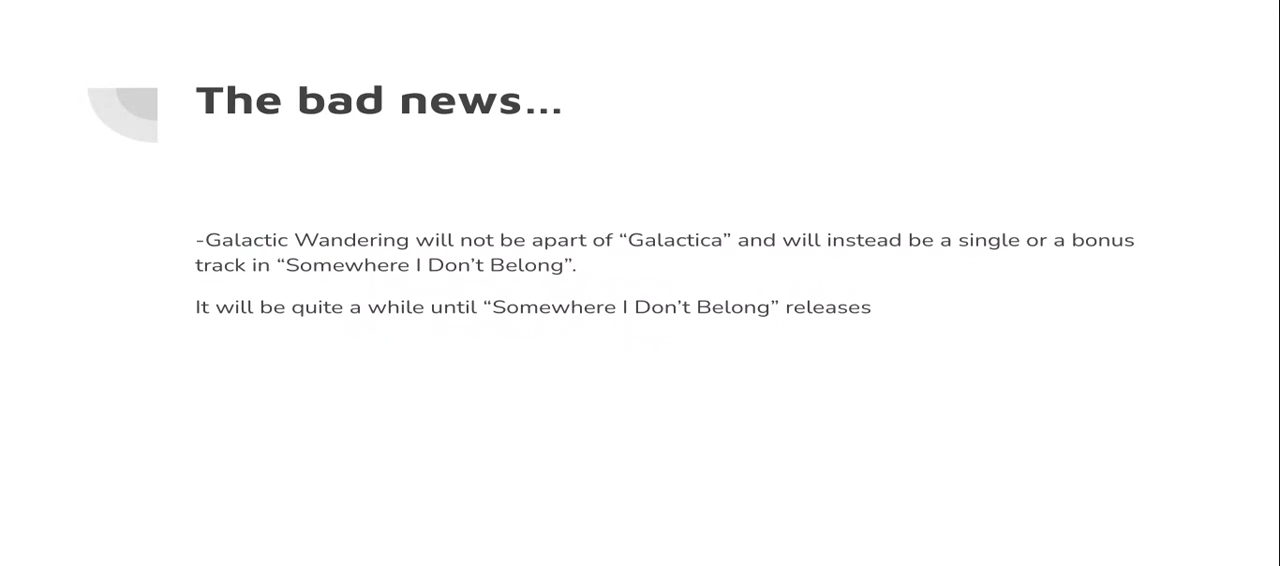 The bad news...
-Galactic Wandering will not be apart of “Galactica” and will instead be a single or a bonus
track in “Somewhere I Don’t Belong”.
It will be quite a while until “Somewhere I Don’t Belong” releases